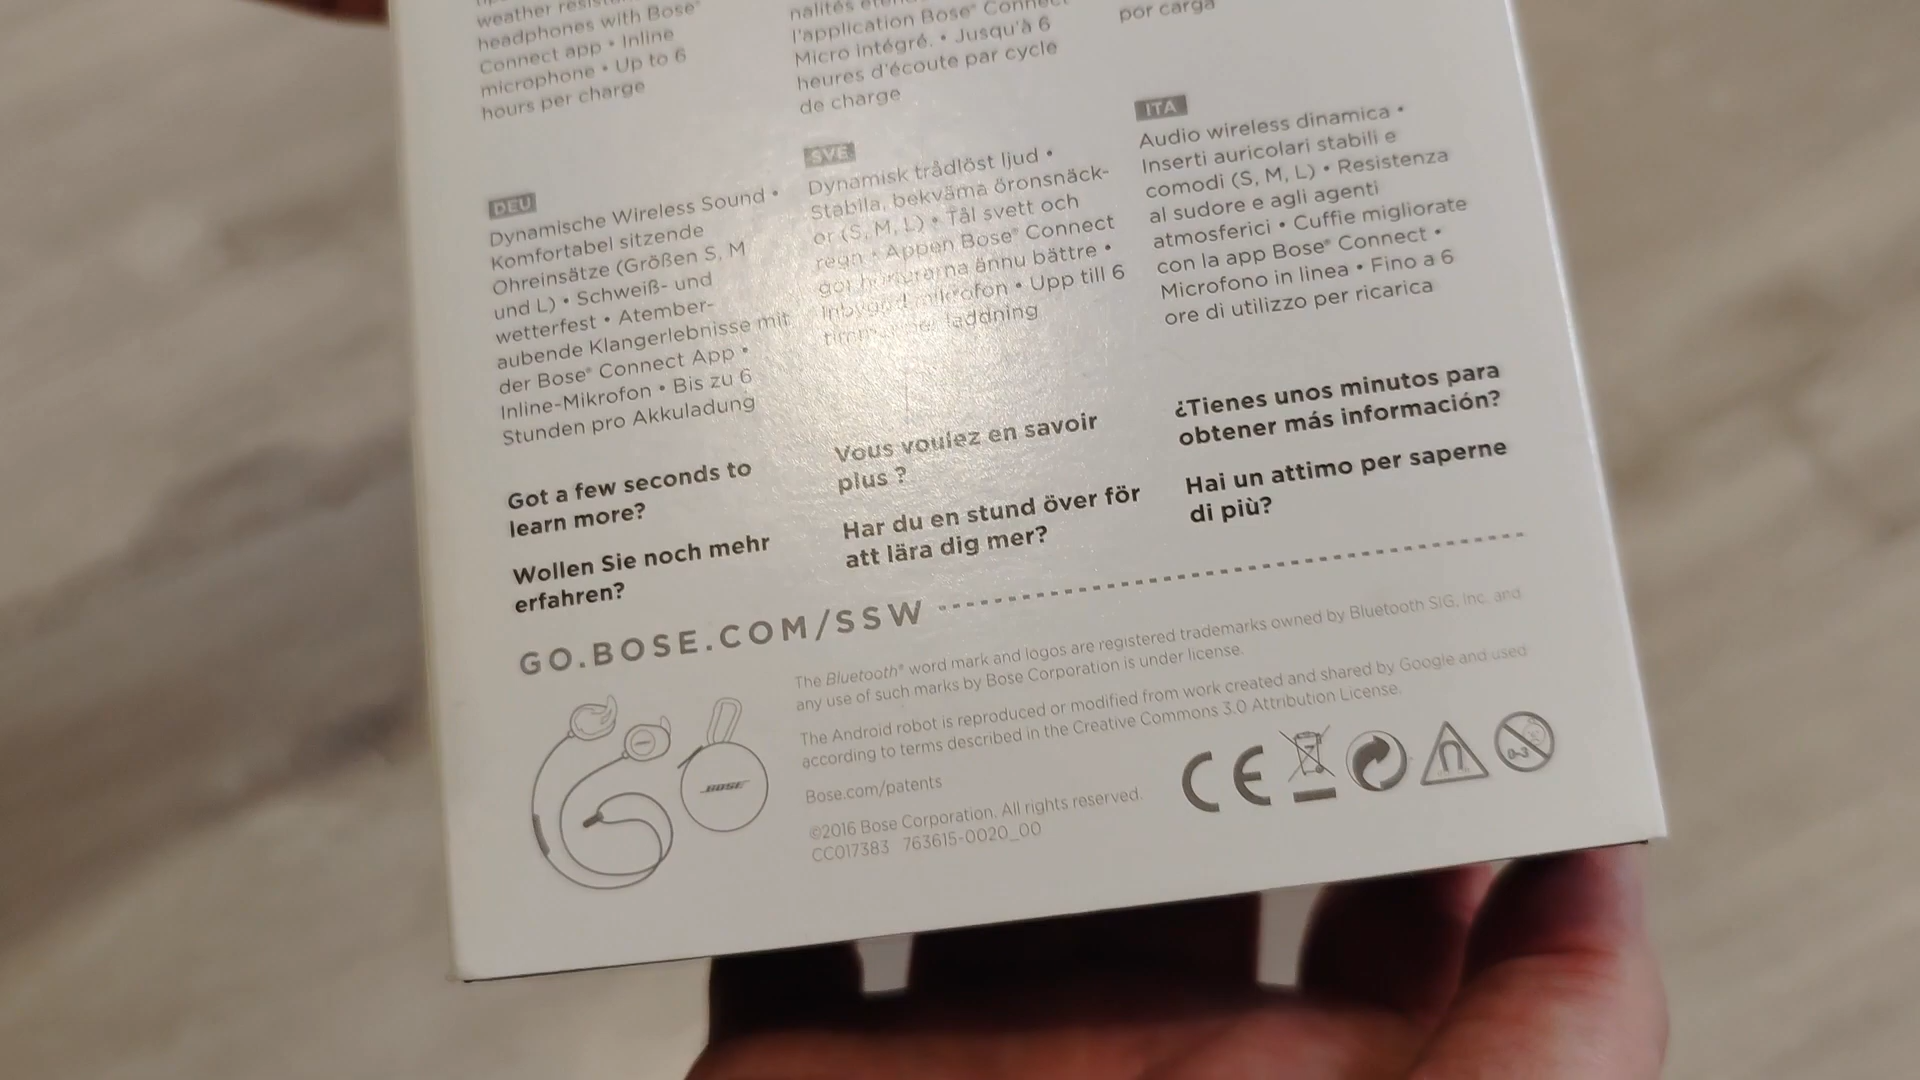 weather
headphones with Bose®
Connect app • Inline
microphone • Up to 6
hours per charge
nalités
l'application Bose® Connect
Micro intégré. • Jusqu'à 6
heures d'écoute par cycle
de charge
por carga
DEU
Dynamische Wireless Sound •
Komfortabel sitzende
Ohreinsätze (Größen S, M
und L) • Schweiß- und
wetterfest • Atember-
aubende Klangerlebnisse mit
der Bose® Connect App •
Inline-Mikrofon • Bis zu 6
Stunden pro Akkuladung
SVE
Dynamisk trådlöst ljud •
Stabila, bekväma öronsnäck-
or (S, M, L) • Tål svett och
regn • Appen Bose® Connect
ännu bättre •
• Upp till 6
laddning
ITA
Audio wireless dinamica •
Inserti auricolari stabili e
comodi (S, M, L) • Resistenza
al sudore e agli agenti
atmosferici • Cuffie migliorate
con la app Bose® Connect •
Microfono in linea • Fino a 6
ore di utilizzo per ricarica
Got a few seconds to
learn more?
Wollen Sie noch mehr
erfahren?
Vous voulez en savoir
plus ?
Har du en stund över för
att lära dig mer?
¿Tienes unos minutos para
obtener más información?
Hai un attimo per saperne
di più?
GO.BOSE.COM/SSW
The Bluetooth® word mark and logos are registered trademarks owned by Bluetooth SIG, Inc. and
any use of such marks by Bose Corporation is under license.
The Android robot is reproduced or modified from work created and shared by Google and used
according to terms described in the Creative Commons 3.0 Attribution License.
Bose.com/patents
©2016 Bose Corporation. All rights reserved.
CC017383 763615-0020_00
BOSE
CE
0-3